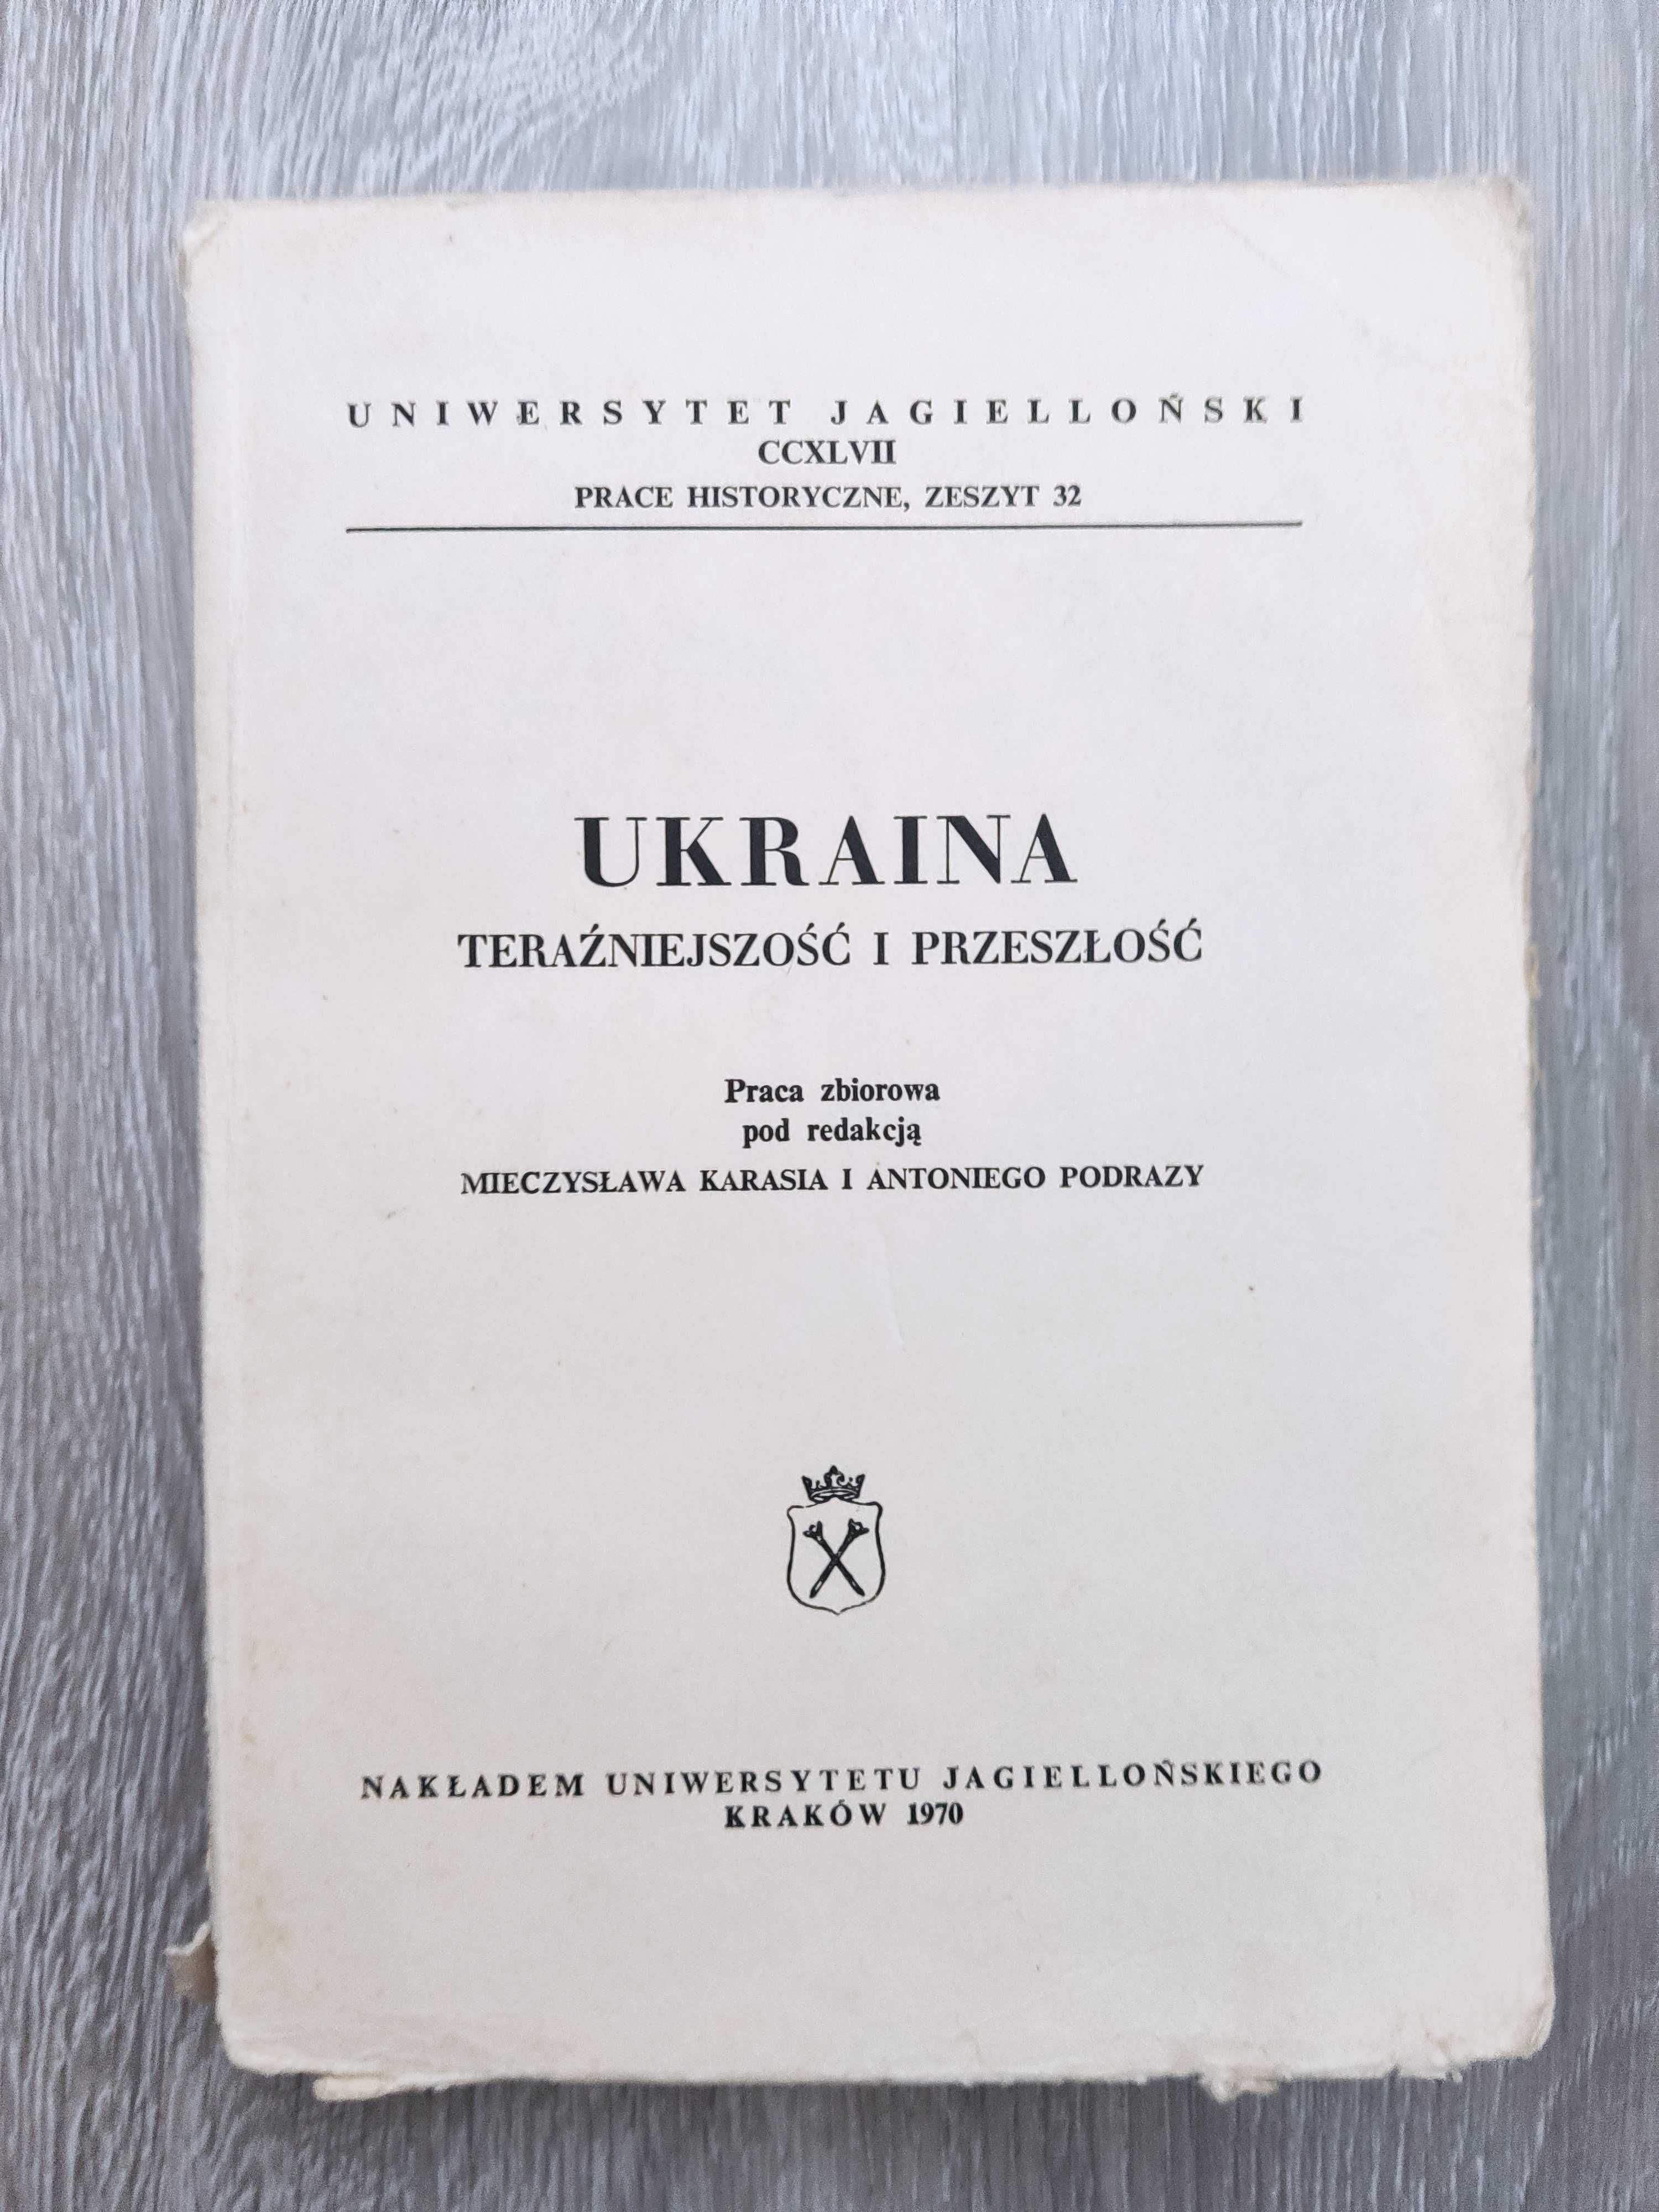 UNIWERSYTET JAGIELLOŃSKI
CCXLVII
PRACE HISTORYCZNE, ZESZYT 32
UKRAINA
TERAŹNIEJSZOŚĆ I PRZESZŁOŚĆ
Praca zbiorowa
pod redakcją
MIECZYSŁAWA KARASIA I ANTONIEGO PODRAZY
NAKŁADEM UNIWERSYTETU JAGIELLOŃSKIEGO
KRAKÓW 1970